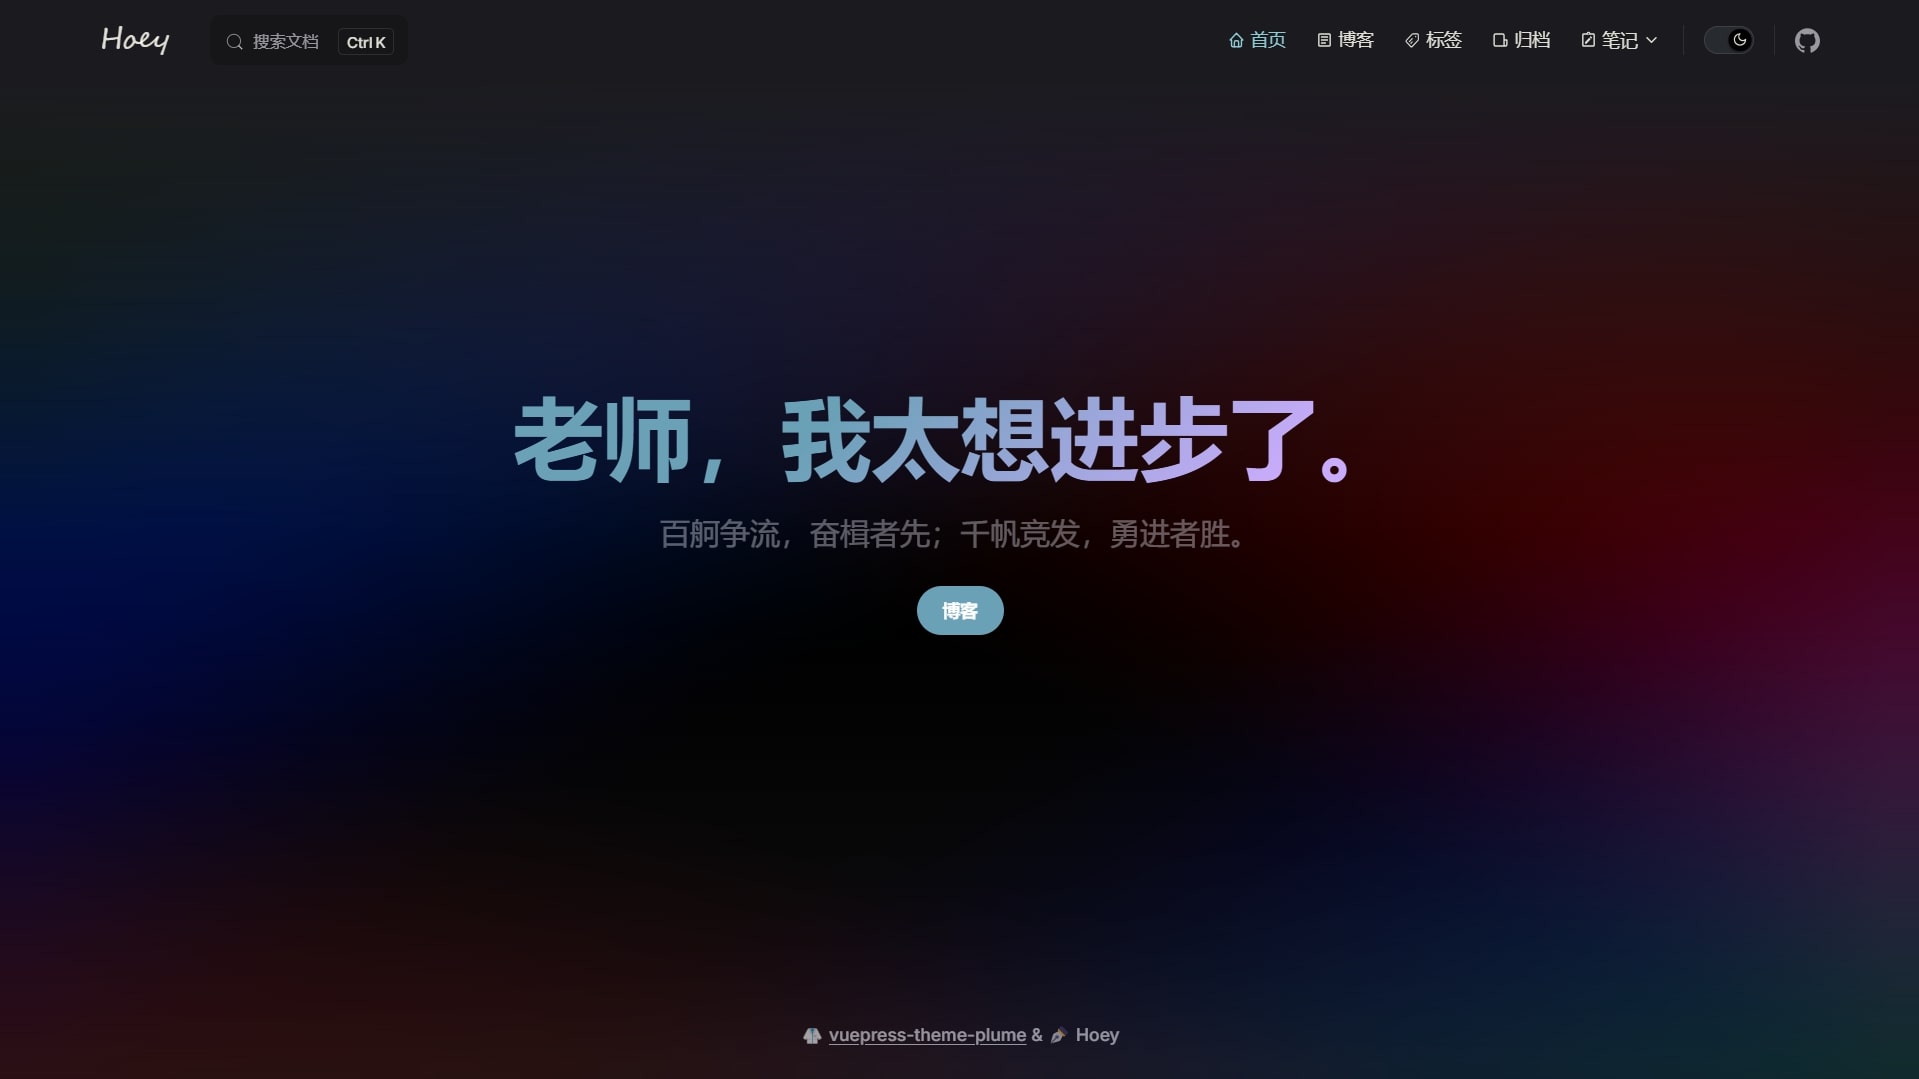 Hoey 搜索文档 Ctrl K 首页 博客 标签 归档 笔记
老师，我太想进步了。
百舸争流，奋楫者先；千帆竞发，勇进者胜。
博客
vuepress-theme-plume & Hoey